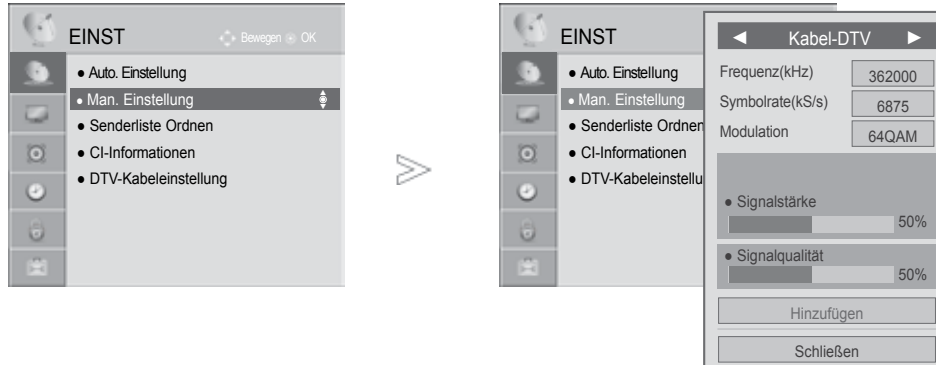 EINST
Bewegen OK
● Auto. Einstellung
● Man. Einstellung
● Senderliste Ordnen
● CI-Informationen
● DTV-Kabeleinstellung
EINST
● Auto. Einstellung
● Man. Einstellung
● Senderliste Ordnen
● CI-Informationen
● DTV-Kabeleinstellu
◄ Kabel-DTV ►
Frequenz(kHz) 362000
Symbolrate(kS/s) 6875
Modulation 64QAM
● Signalstärke
50%
● Signalqualität
50%
Hinzufügen
Schließen